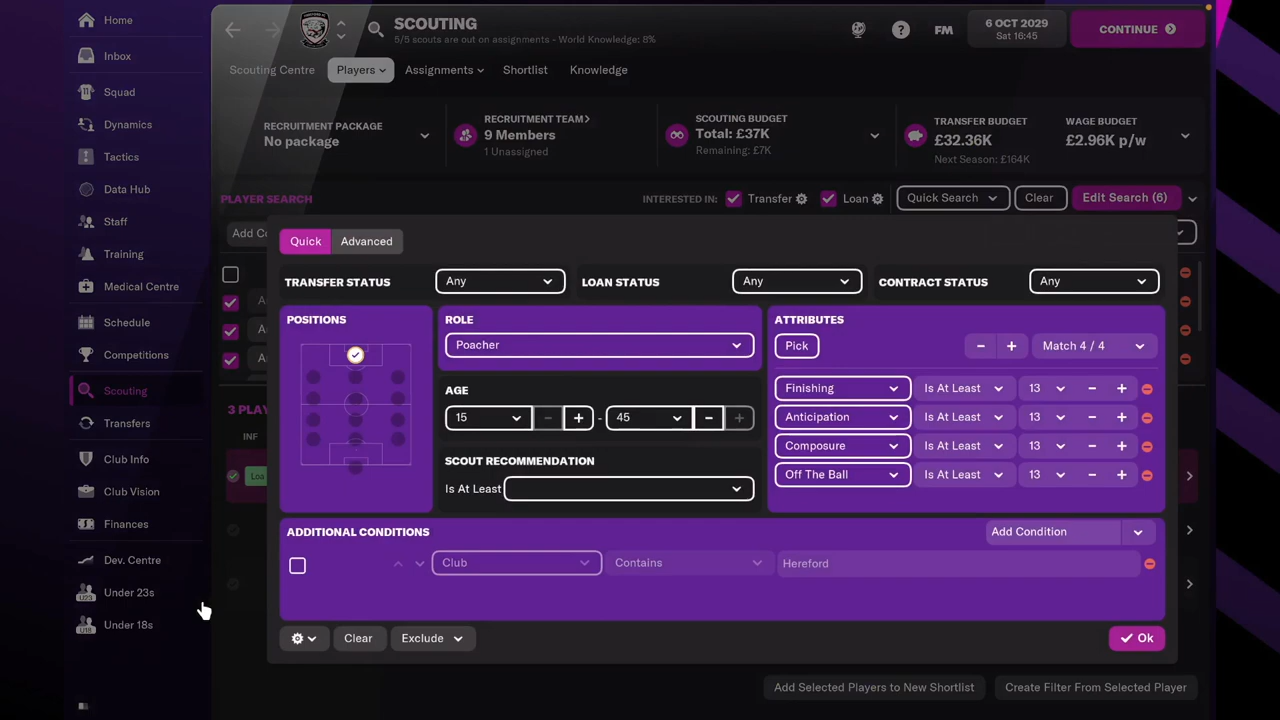 Home
Inbox
Squad
Dynamics
Tactics
Data Hub
Staff
Training
Medical Centre
Schedule
Competitions
Scouting
Transfers
Club Info
Club Vision
Finances
Dev. Centre
U23 Under 23s
U18 Under 18s
SCOUTING
5/5 scouts are out on assignments - World Knowledge: 8%
? FM
6 OCT 2029
Sat 16:45
CONTINUE
Scouting Centre Players Assignments Shortlist Knowledge
RECRUITMENT PACKAGE
No package
RECRUITMENT TEAM>
9 Members
1 Unassigned
SCOUTING BUDGET
Total: £37K
Remaining: £7K
TRANSFER BUDGET
£32.36K
Next Season: £164K
WAGE BUDGET
£2.96K p/w
PLAYER SEARCH INTERESTED IN: Transfer Loan Quick Search Clear Edit Search (6)
Add Co
3 PLAY
INF
Loa
Quick Advanced
TRANSFER STATUS Any LOAN STATUS Any CONTRACT STATUS Any
POSITIONS
ROLE
Poacher
AGE
15 - + - 45 - +
SCOUT RECOMMENDATION
Is At Least
ATTRIBUTES
Pick - + Match 4 / 4
Finishing Is At Least 13 - +
Anticipation Is At Least 13 - +
Composure Is At Least 13 - +
Off The Ball Is At Least 13 - +
ADDITIONAL CONDITIONS Add Condition
Club Contains Hereford
Clear Exclude Ok
Add Selected Players to New Shortlist Create Filter From Selected Player